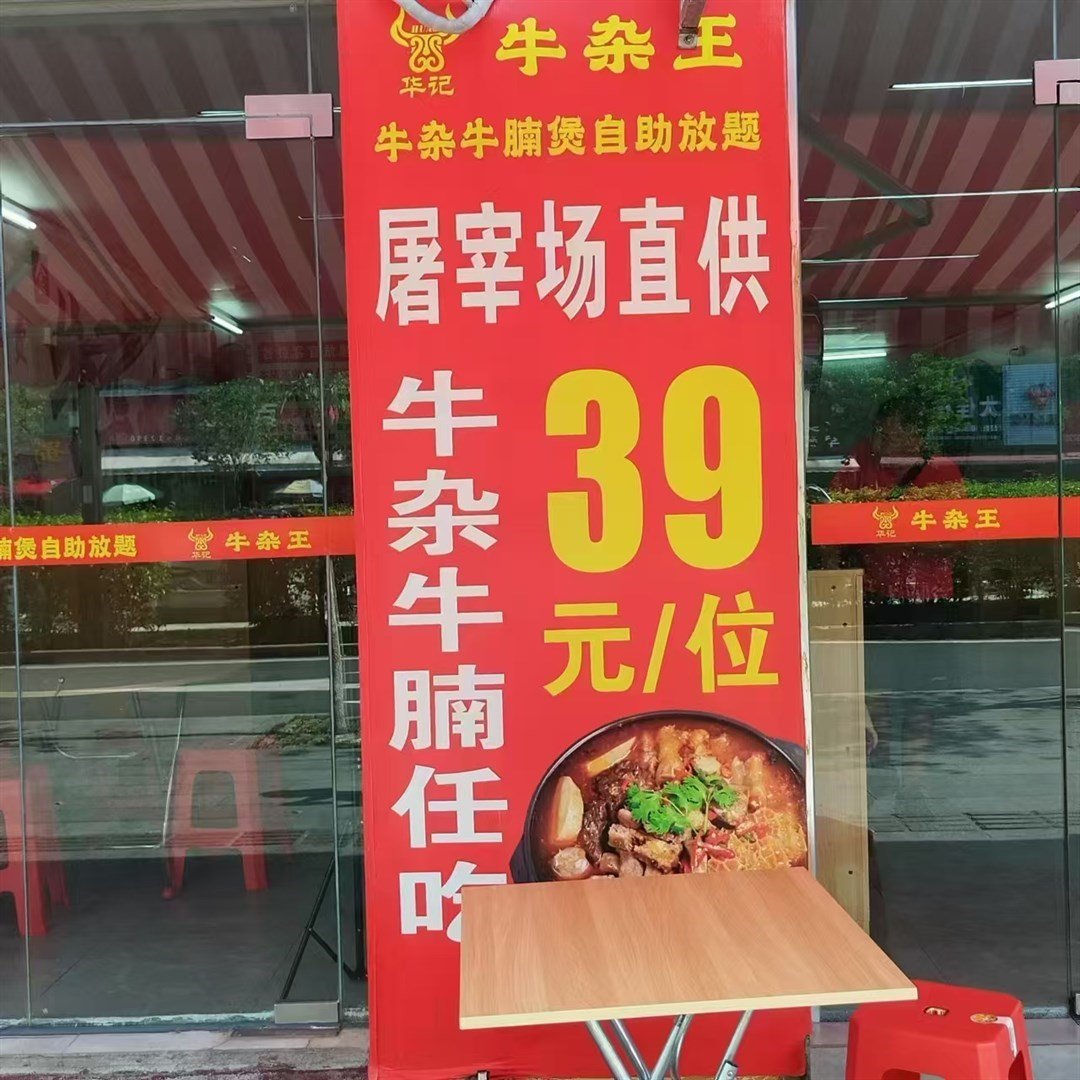 华记
牛杂王
牛杂牛腩煲自助放题
屠宰场直供
牛杂牛腩任吃
39
元/位
腩煲自助放题
华记
牛杂王
华记
牛杂王